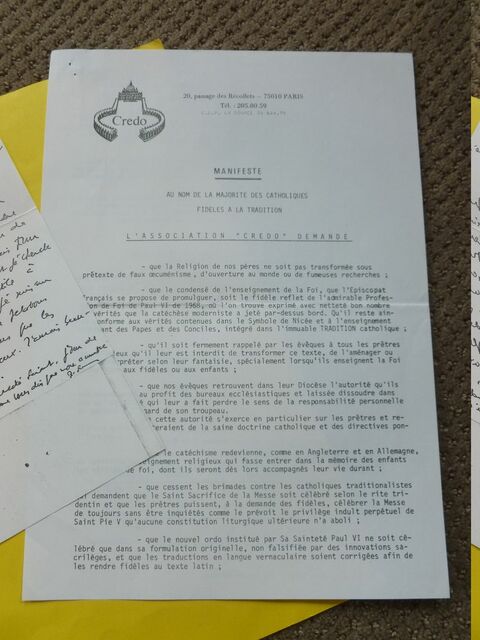 Credo
20, passage des Récollets — 75010 PARIS
Tél. : 205.00.59
C.C.P. LA SOURCE
MANIFESTE
AU NOM DE LA MAJORITE DES CATHOLIQUES
FIDELES A LA TRADITION
L'ASSOCIATION "CREDO" DEMANDE
- que la Religion de nos pères ne soit pas transformée sous
prétexte de faux œcuménisme, d'ouverture au monde ou de fumeuses recherches ;
- que le condensé de l'enseignement de la Foi, que l'Épiscopat
français se propose de promulguer, soit le fidèle reflet de l'admirable Profes-
sion de Foi de Paul VI de 1968, où l'on trouve exprimé avec netteté bon nombre
vérités que la catéchèse moderniste a jeté par-dessus bord. Qu'il reste ain-
onforme aux vérités contenues dans le Symbole de Nicée et à l'enseignement
ant des Papes et des Conciles, intégré dans l'immuable TRADITION catholique ;
- qu'il soit fermement rappelé par les évêques à tous les prêtres
eux qu'il leur est interdit de transformer ce texte, de l'aménager ou
préter selon leur fantaisie, spécialement lorsqu'ils enseignent la Foi
aux fidèles ou aux enfants ;
- que nos évêques retrouvent dans leur Diocèse l'autorité qu'ils
au profit des bureaux ecclésiastiques et laissée dissoudre dans
é qui leur a fait perdre le sens de la responsabilité personnelle
ard de son troupeau.
cette autorité s'exerce en particulier sur les prêtres et re-
eraient de la saine doctrine catholique et des directives pon-
le catéchisme redevienne, comme en Angleterre et en Allemagne,
seignement religieux qui fasse entrer dans la mémoire des enfants
de foi, dont ils seront dès lors accompagnés leur vie durant ;
- que cessent les brimades contre les catholiques traditionalistes
qui demandent que le Saint Sacrifice de la Messe soit célébré selon le rite tri-
dentin et que les prêtres puissent, à la demande des fidèles, célébrer la Messe
de toujours sans être inquiétés comme le prévoit le privilège indult perpétuel de
Saint Pie V qu'aucune constitution liturgique ultérieure n'a aboli ;
- que le nouvel ordo institué par Sa Sainteté Paul VI ne soit cé-
lébré que dans sa formulation originelle, non falsifiée par des innovations sa-
crilèges, et que les traductions en langue vernaculaire soient corrigées afin de
les rendre fidèles au texte latin ;